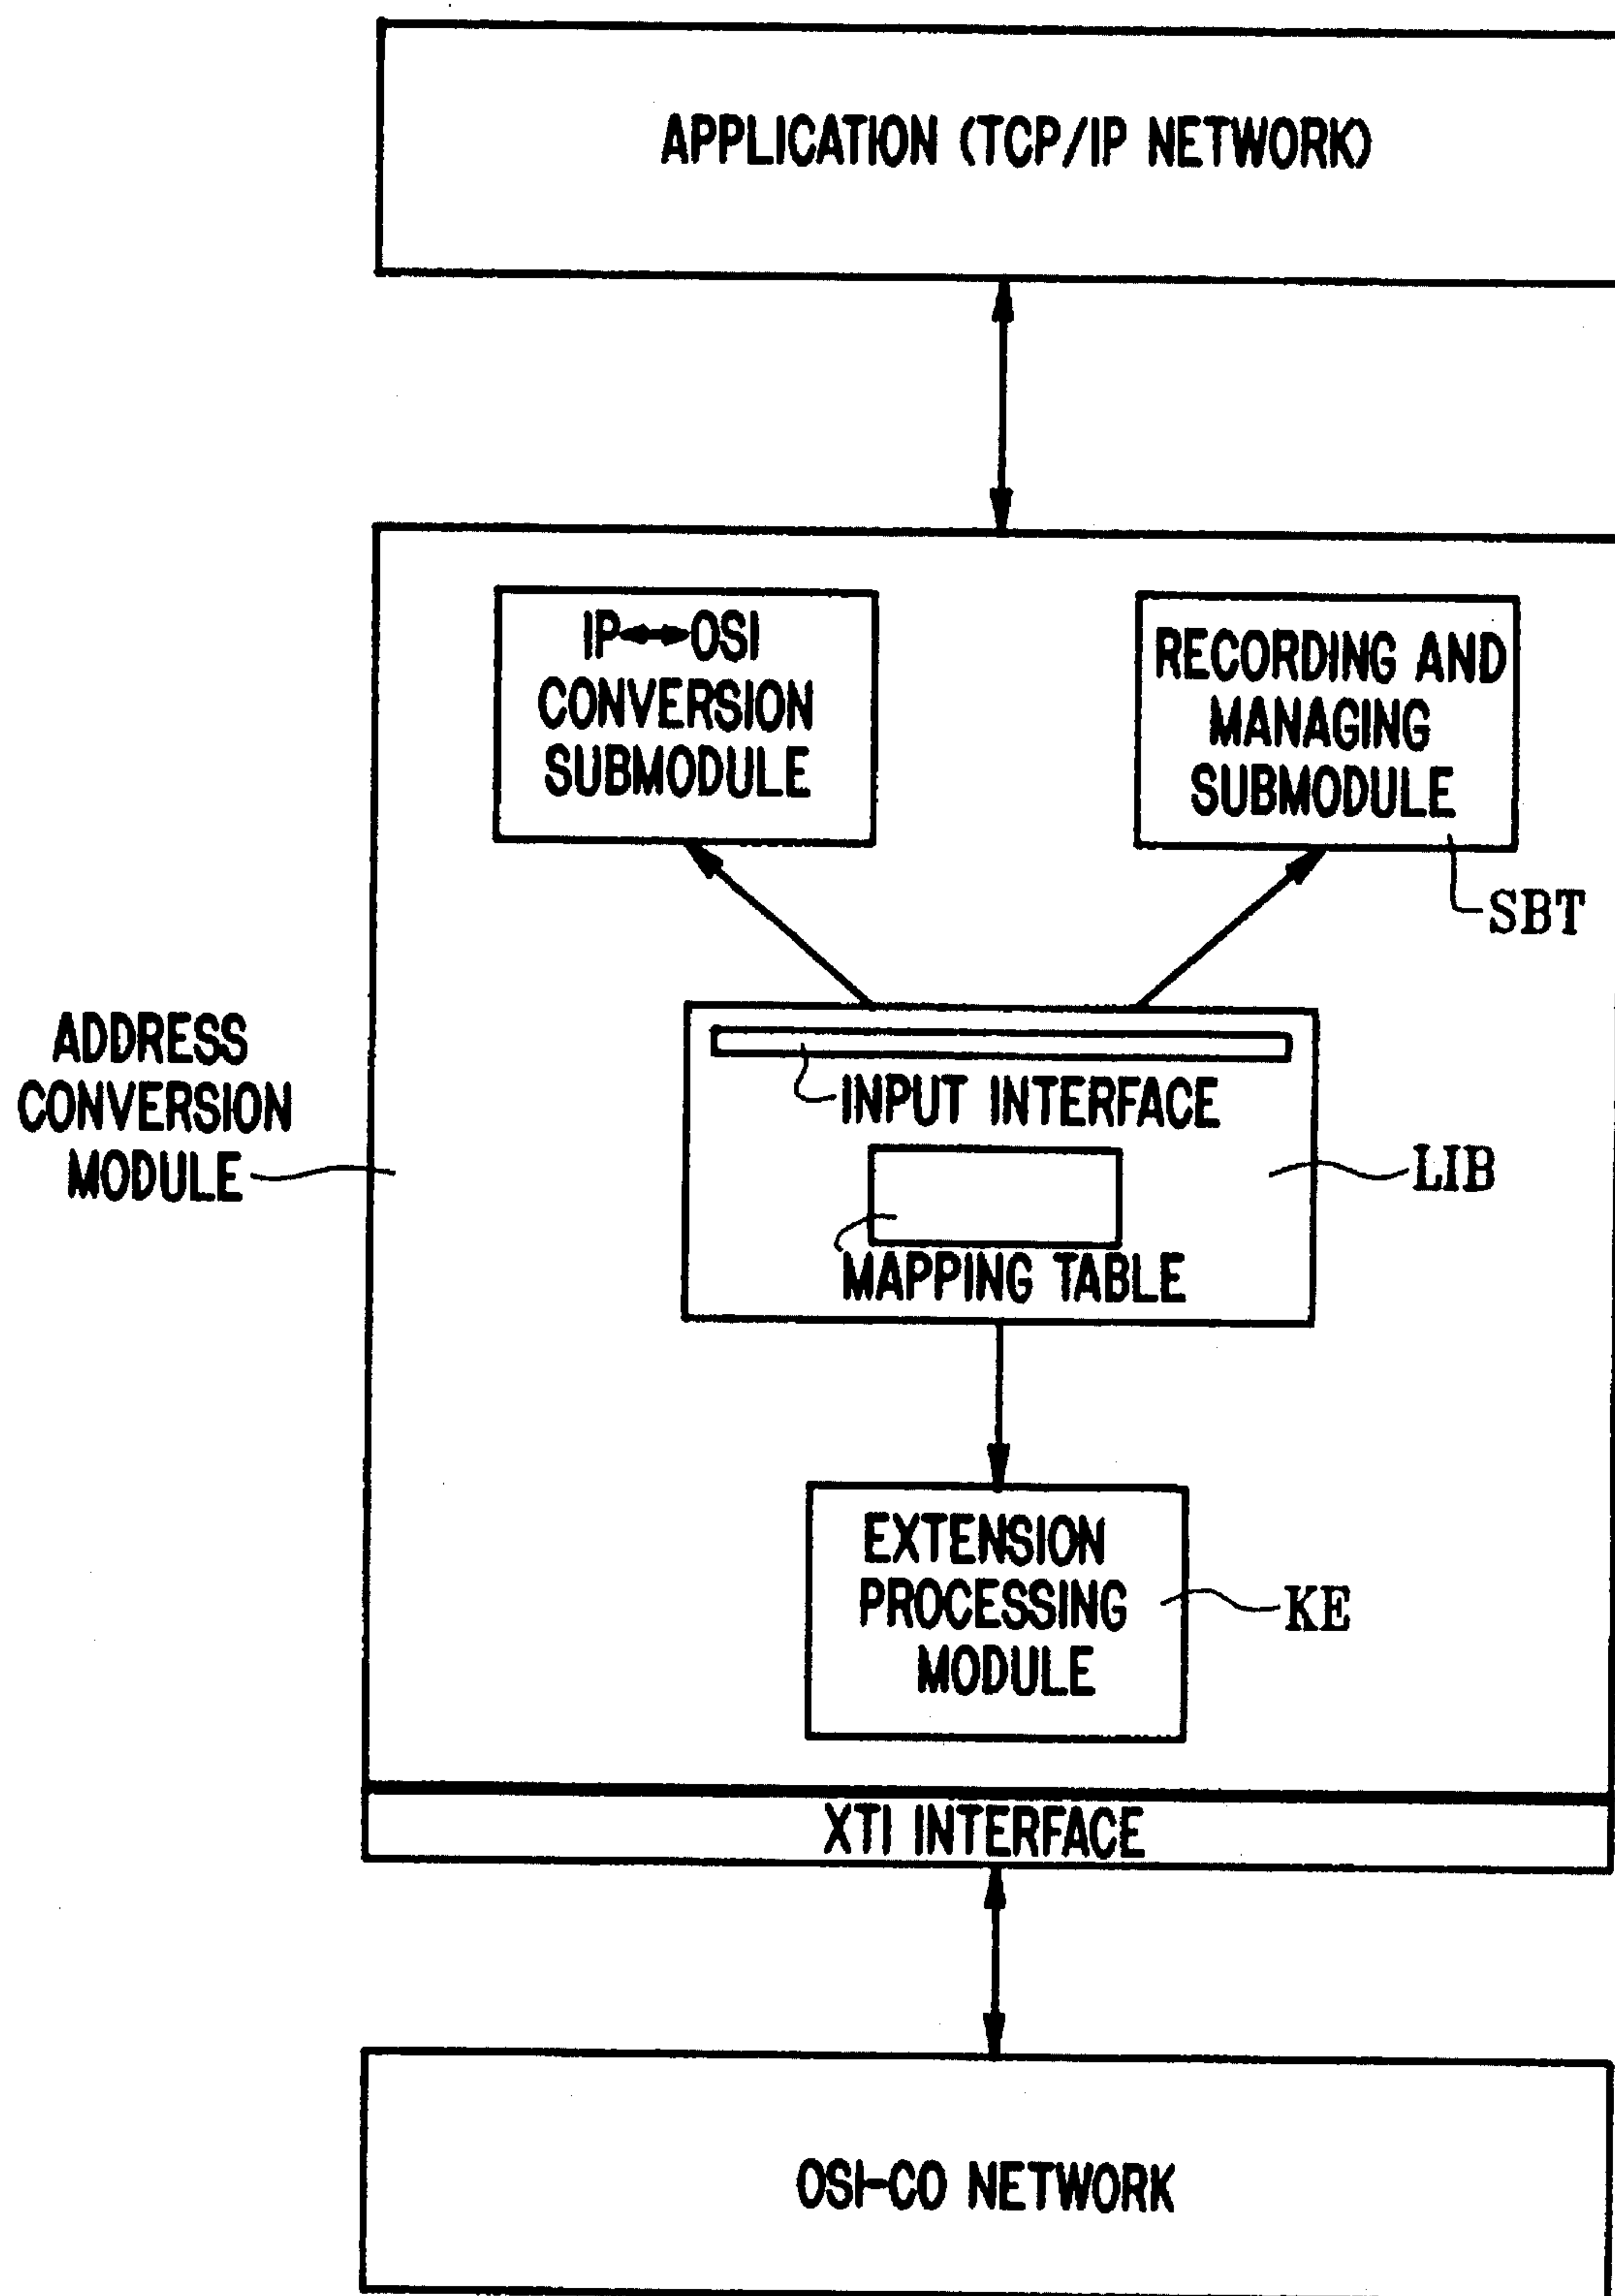 APPLICATION (TCP/IP NETWORK)
IP↔OSI
CONVERSION
SUBMODULE
RECORDING AND
MANAGING
SUBMODULE
SBT
ADDRESS
CONVERSION
MODULE
INPUT INTERFACE
LIB
MAPPING TABLE
EXTENSION
PROCESSING
MODULE
KE
XTI INTERFACE
OSI-CO NETWORK